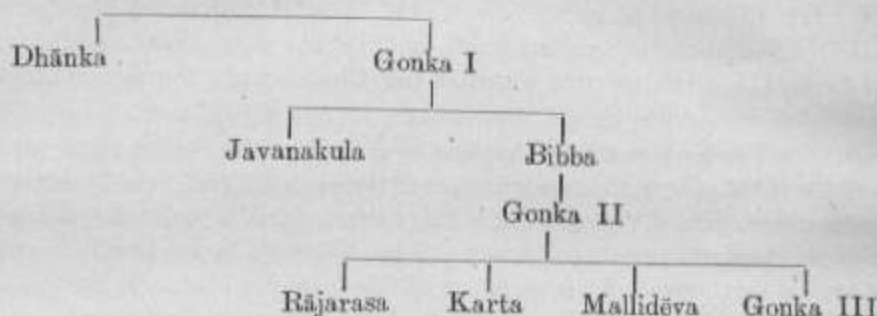 Dhānka Gonka I
Javanakula Bibba
Gonka II
Rājarasa Karta Mallidēva Gonka III